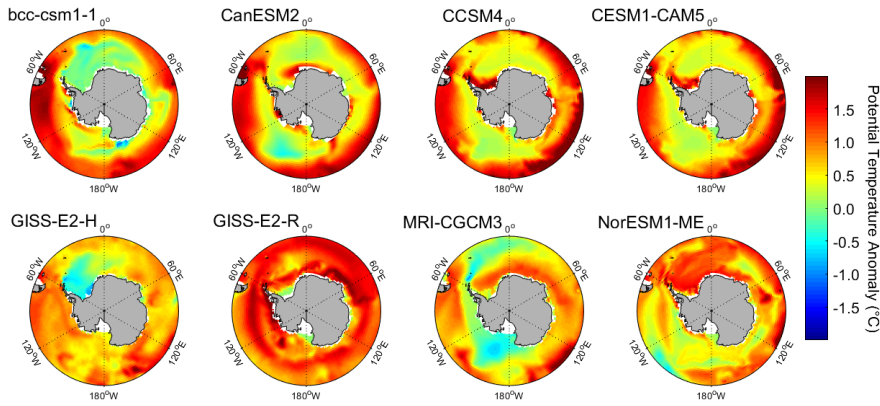 bcc-csm1-1
CanESM2
CCSM4
CESM1-CAM5
0°
0°
0°
0°
60°W
60°E
60°W
60°E
60°W
60°E
60°W
60°E
120°W
120°E
120°W
120°E
120°W
120°E
120°W
120°E
180°W
180°W
180°W
180°W
GISS-E2-H
GISS-E2-R
MRI-CGCM3
NorESM1-ME
0°
0°
0°
0°
60°W
60°E
60°W
60°E
60°W
60°E
60°W
60°E
120°W
120°E
120°W
120°E
120°W
120°E
120°W
120°E
180°W
180°W
180°W
180°W
1.5
1.0
0.5
0.0
-0.5
-1.0
-1.5
Potential Temperature Anomaly (°C)